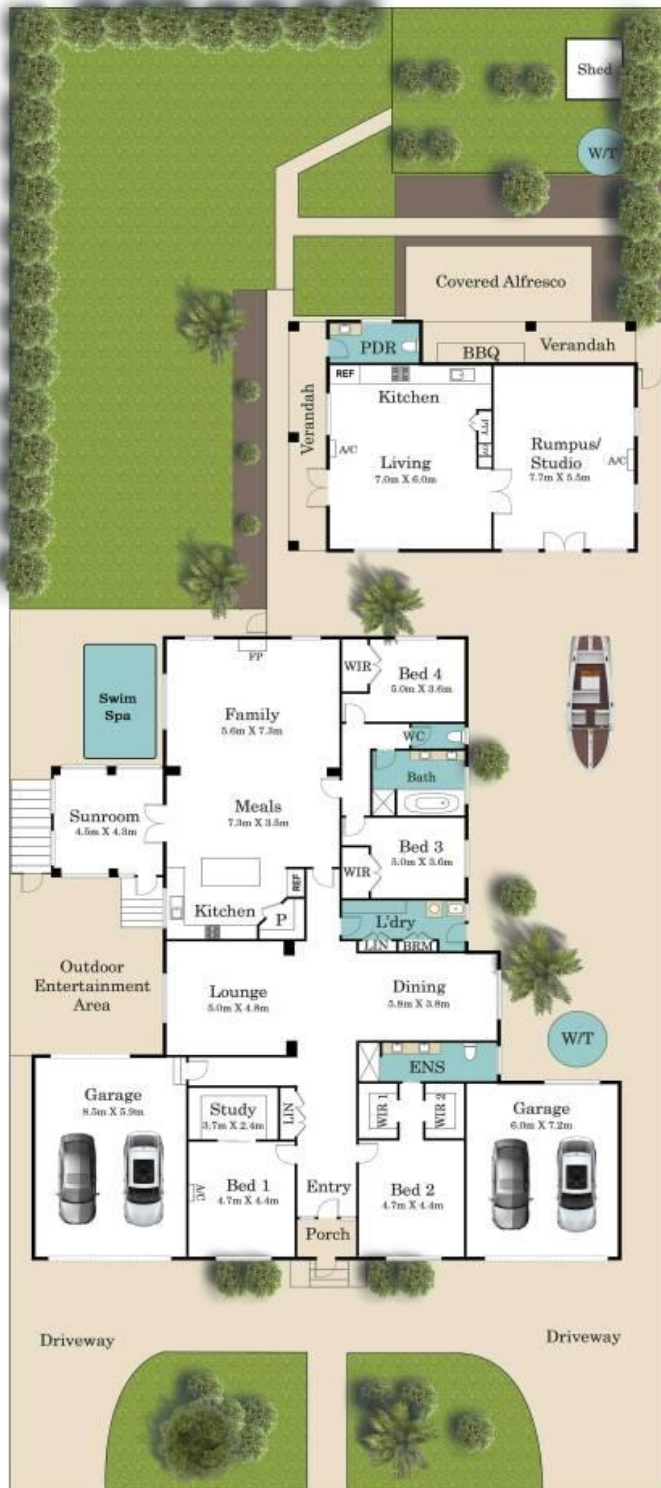 Shed
W/T
Covered Alfresco
Verandah
PDR
BBQ
REF
Kitchen
Verandah
A/C
PTY
Living
7.0m X 6.0m
Rumpus/
Studio
7.7m X 5.5m
A/C
FP
WIR
Bed 4
5.0m X 3.6m
Swim
Spa
Family
5.6m X 7.3m
WC
Bath
Sunroom
4.5m X 4.3m
Meals
7.3m X 3.5m
Bed 3
5.0m X 3.6m
WIR
REF
Kitchen
P
L'dry
LIN
BRM
Outdoor
Entertainment
Area
Lounge
5.0m X 4.8m
Dining
5.8m X 3.8m
W/T
ENS
Garage
8.5m X 5.9m
Study
3.7m X 2.4m
LIN
WIR 1
WIR 2
Garage
6.0m X 7.2m
A/C
Bed 1
4.7m X 4.4m
Entry
Bed 2
4.7m X 4.4m
Porch
Driveway
Driveway